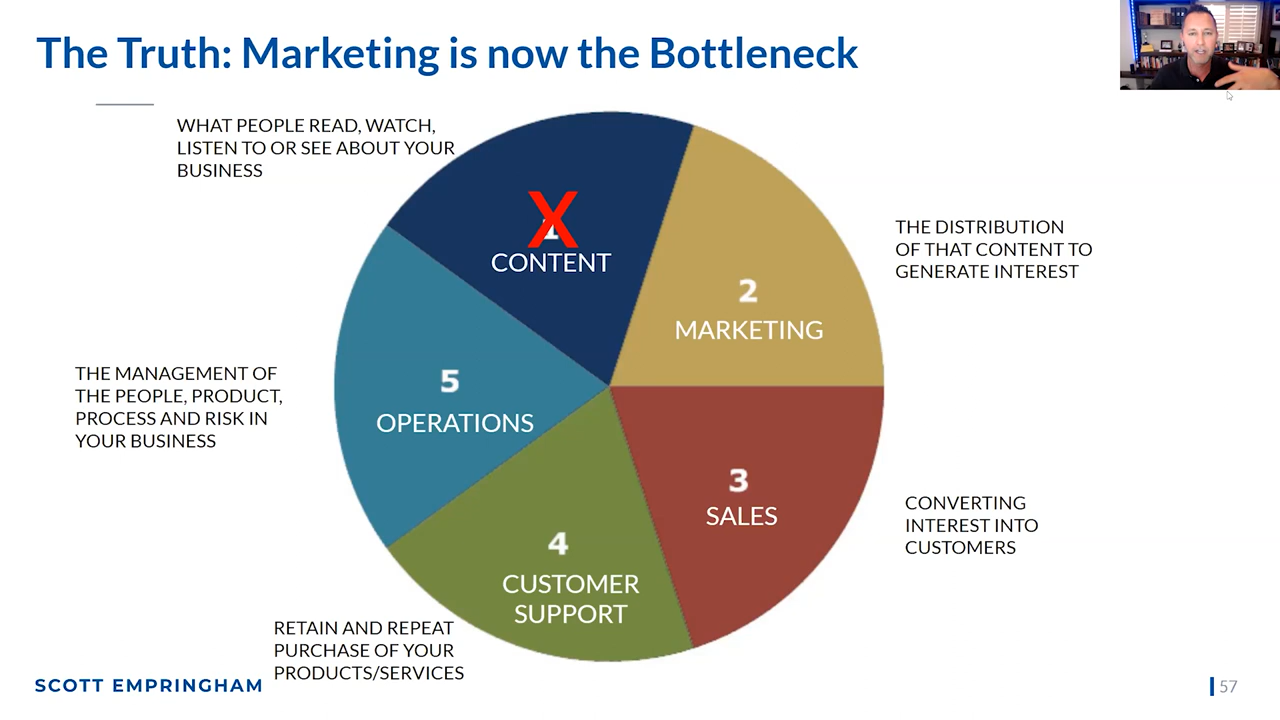 The Truth: Marketing is now the Bottleneck
WHAT PEOPLE READ, WATCH,
LISTEN TO OR SEE ABOUT YOUR
BUSINESS
X
1
CONTENT
2
MARKETING
THE DISTRIBUTION
OF THAT CONTENT TO
GENERATE INTEREST
3
SALES
CONVERTING
INTEREST INTO
CUSTOMERS
4
CUSTOMER
SUPPORT
RETAIN AND REPEAT
PURCHASE OF YOUR
PRODUCTS/SERVICES
5
OPERATIONS
THE MANAGEMENT OF
THE PEOPLE, PRODUCT,
PROCESS AND RISK IN
YOUR BUSINESS
SCOTT EMPRINGHAM
57